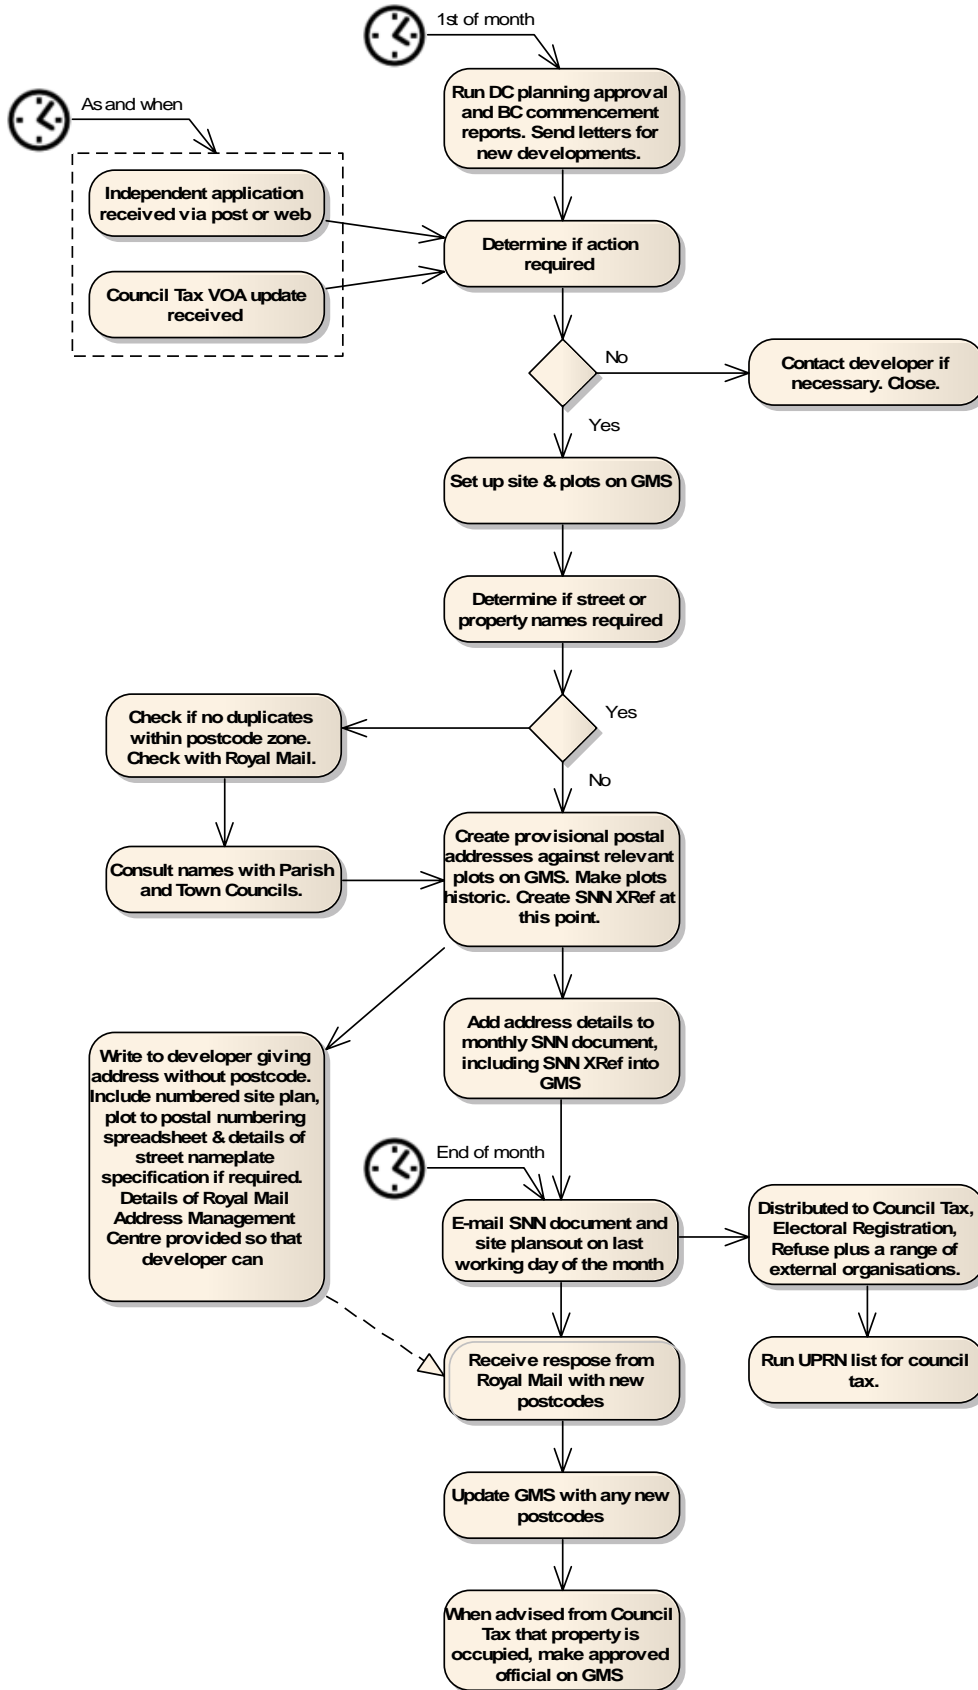 1st of month
Run DC planning approval
and BC commencement
reports. Send letters for
new developments.
As and when
Independent application
received via post or web
Council Tax VOA update
received
Determine if action
required
No
Contact developer if
necessary. Close.
Yes
Set up site & plots on GMS
Determine if street or
property names required
Yes
Check if no duplicates
within postcode zone.
Check with Royal Mail.
No
Consult names with Parish
and Town Councils.
Create provisional postal
addresses against relevant
plots on GMS. Make plots
historic. Create SNN XRef at
this point.
Add address details to
monthly SNN document,
including SNN XRef into
GMS
Write to developer giving
address without postcode.
Include numbered site plan,
plot to postal numbering
spreadsheet & details of
street nameplate
specification if required.
Details of Royal Mail
Address Management
Centre provided so that
developer can
End of month
E-mail SNN document and
site plansout on last
working day of the month
Distributed to Council Tax,
Electoral Registration,
Refuse plus a range of
external organisations.
Run UPRN list for council
tax.
Receive respose from
Royal Mail with new
postcodes
Update GMS with any new
postcodes
When advised from Council
Tax that property is
occupied, make approved
official on GMS